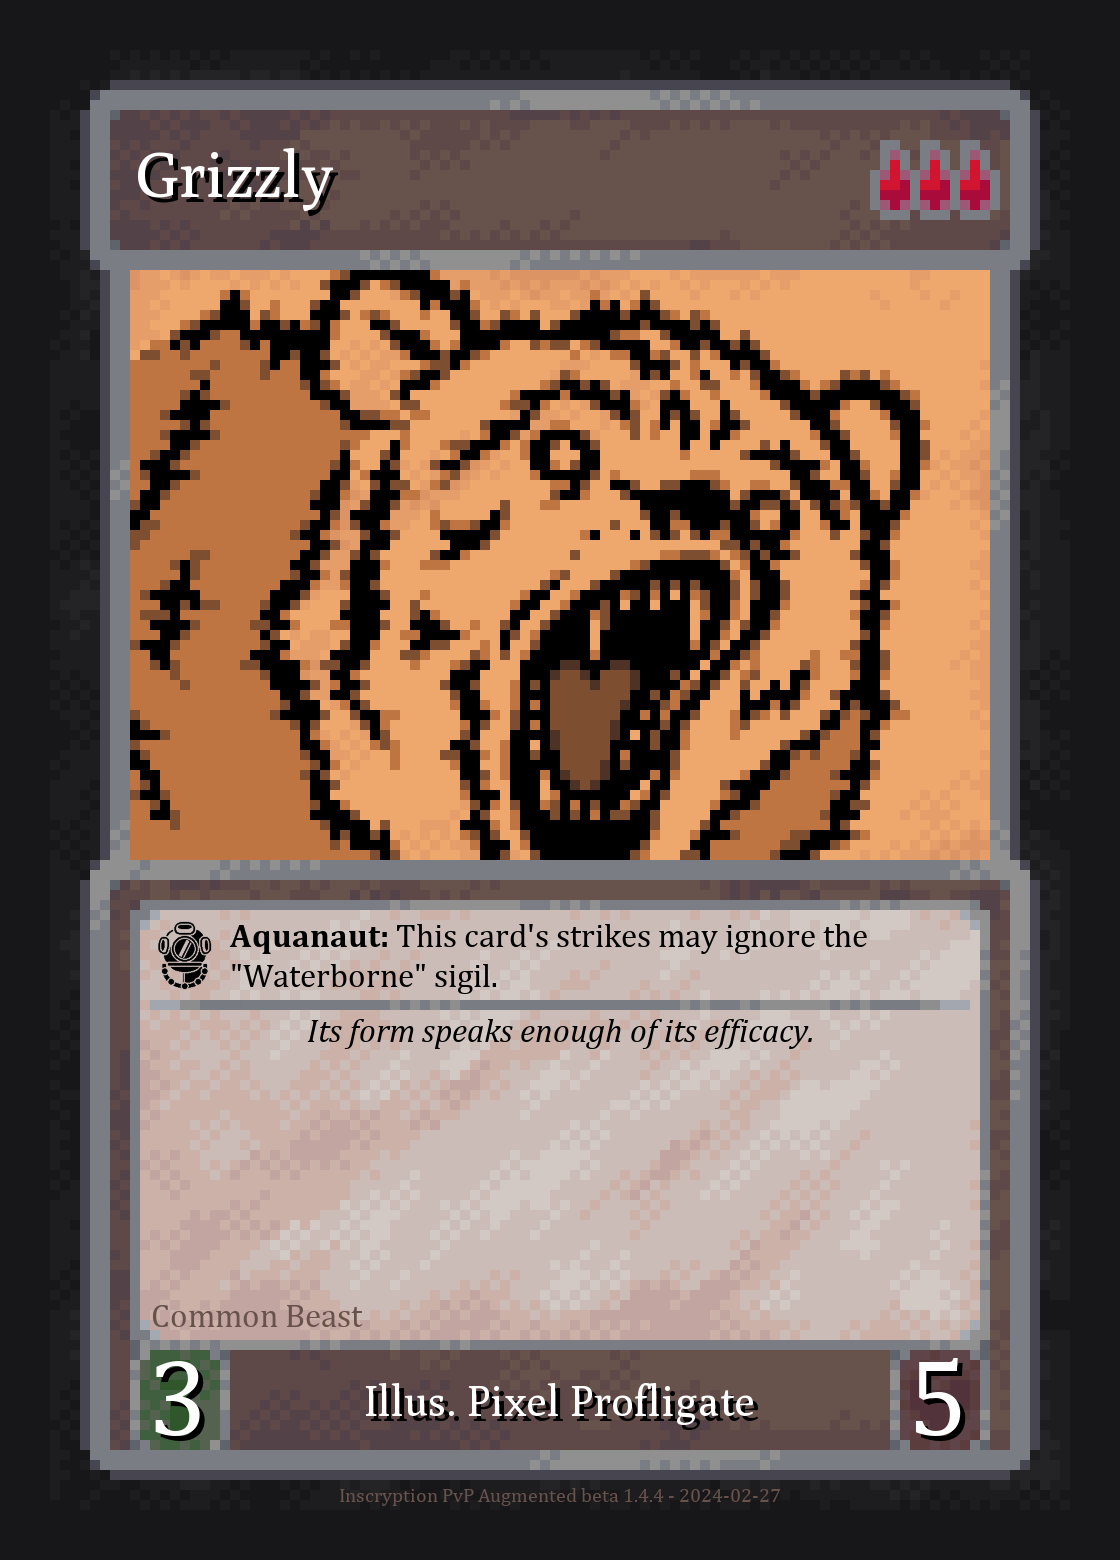 Grizzly
Aquanaut: This card's strikes may ignore the
"Waterborne" sigil.
Its form speaks enough of its efficacy.
Common Beast
3
Illus. Pixel Profligate
5
Inscryption PvP Augmented beta 1.4.4 - 2024-02-27